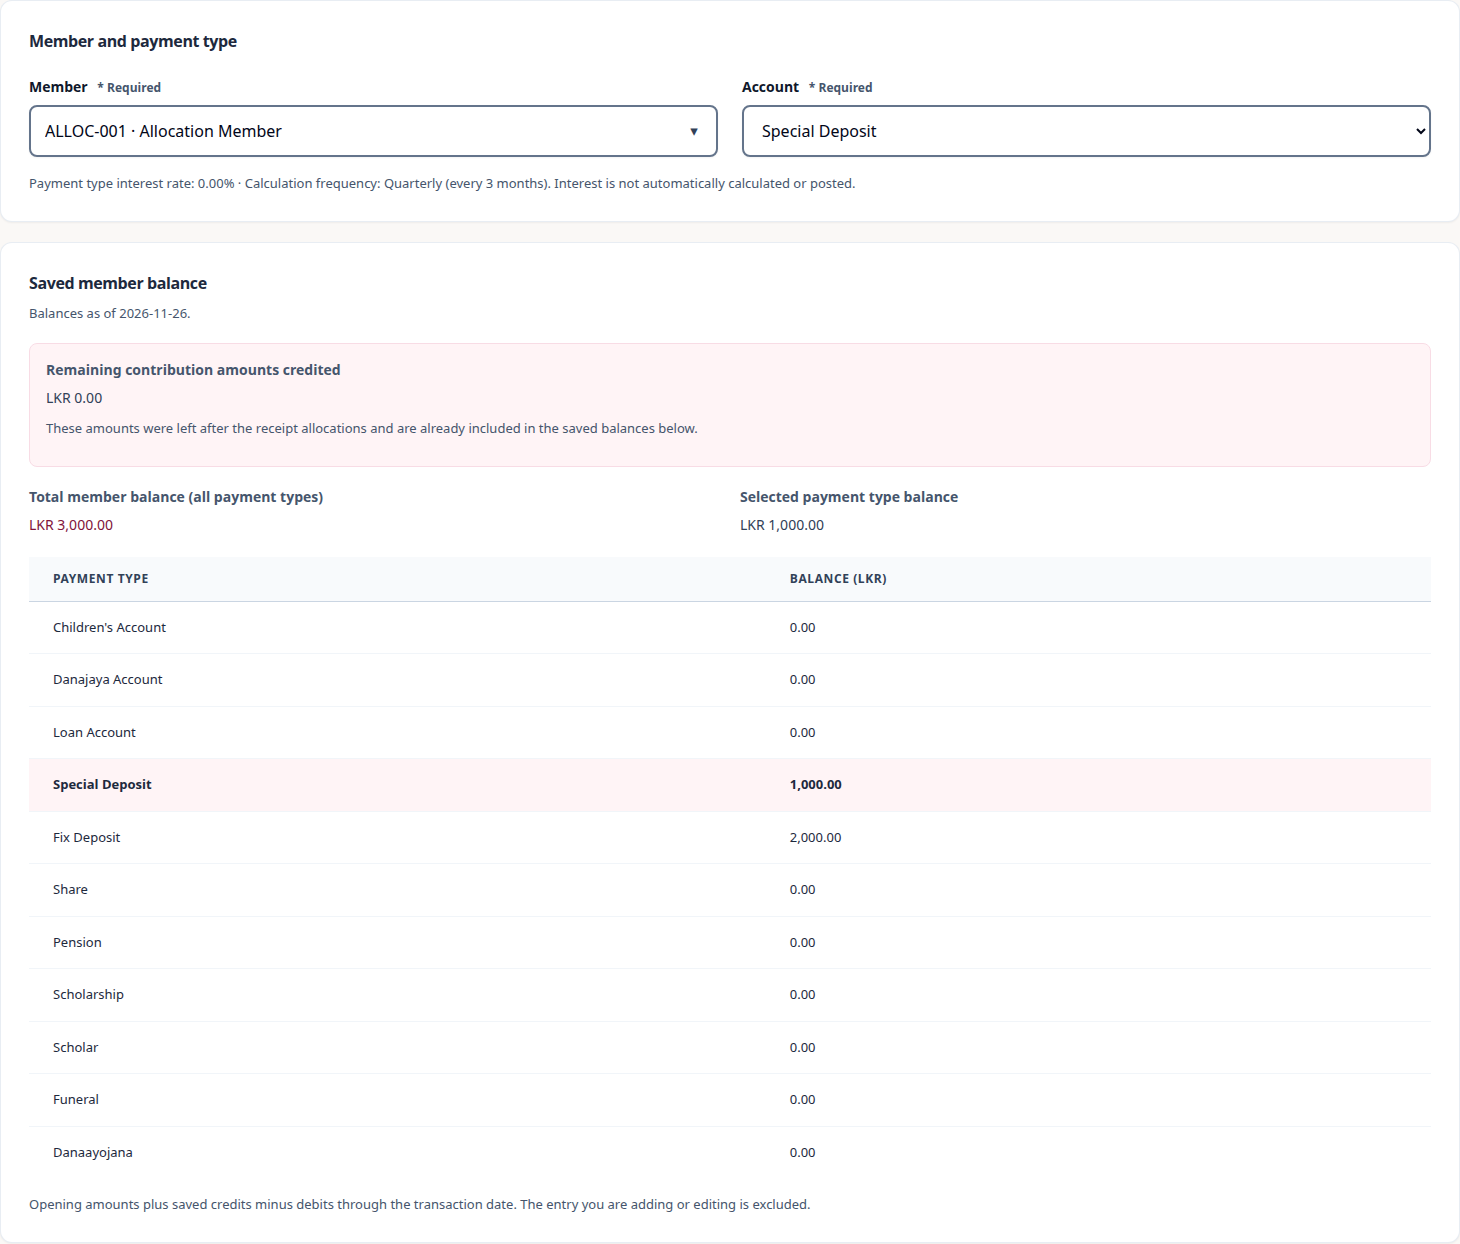 Member and payment type
Member * Required
Account * Required
ALLOC-001 · Allocation Member ▼
Special Deposit
Payment type interest rate: 0.00% · Calculation frequency: Quarterly (every 3 months). Interest is not automatically calculated or posted.
Saved member balance
Balances as of 2026-11-26.
Remaining contribution amounts credited
LKR 0.00
These amounts were left after the receipt allocations and are already included in the saved balances below.
Total member balance (all payment types)
LKR 3,000.00
Selected payment type balance
LKR 1,000.00
PAYMENT TYPE BALANCE (LKR)
Children's Account 0.00
Danajaya Account 0.00
Loan Account 0.00
Special Deposit 1,000.00
Fix Deposit 2,000.00
Share 0.00
Pension 0.00
Scholarship 0.00
Scholar 0.00
Funeral 0.00
Danaayojana 0.00
Opening amounts plus saved credits minus debits through the transaction date. The entry you are adding or editing is excluded.